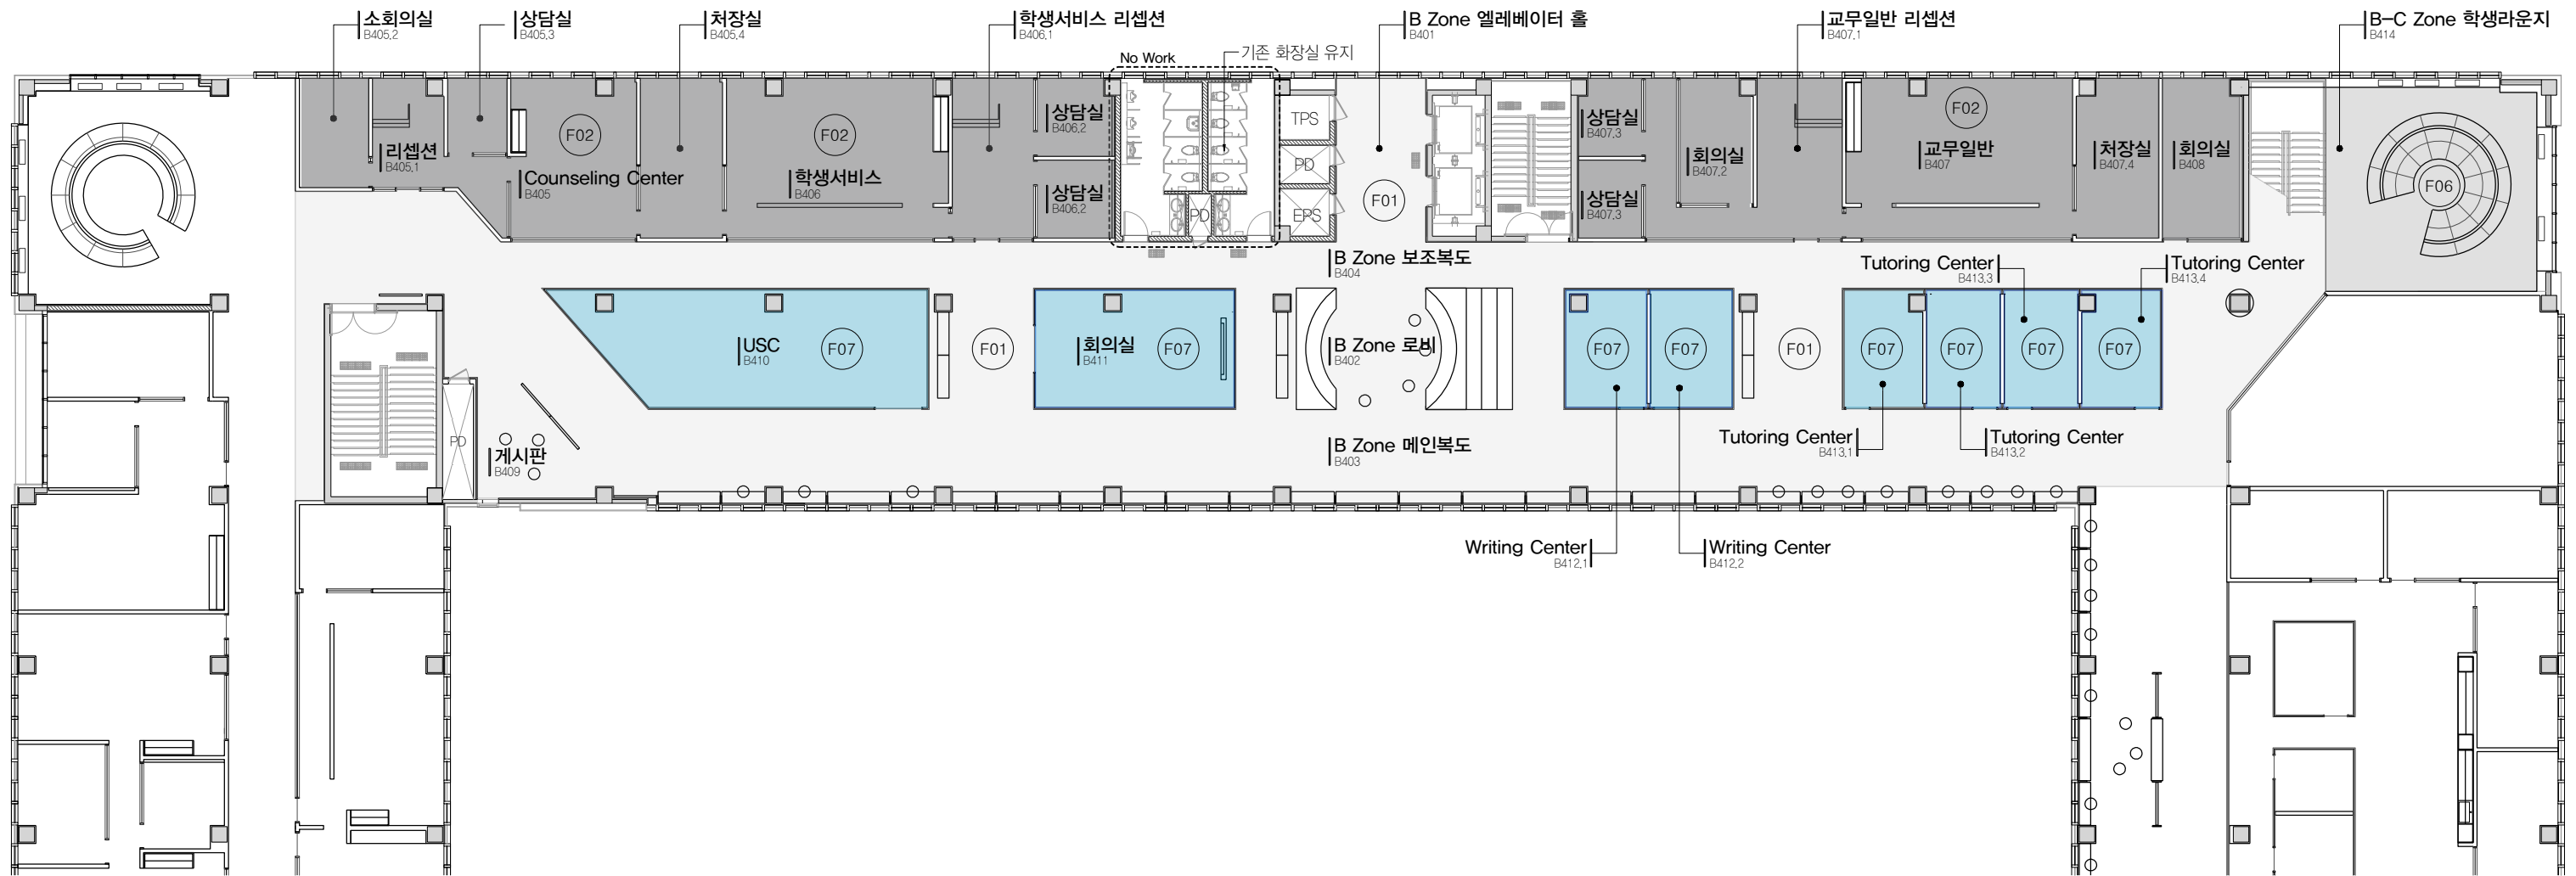 소회의실
B405.2
상담실
B405.3
처장실
B405.4
학생서비스 리셉션
B406.1
B Zone 엘레베이터 홀
B401
교무일반 리셉션
B407.1
B-C Zone 학생라운지
B414
No Work
기존 화장실 유지
상담실
B406.2
TPS
상담실
B407.3
F02
F02
F02
리셉션
B405.1
Counseling Center
B405
학생서비스
B406
상담실
B406.2
PD
PD
EPS
F01
회의실
B407.2
상담실
B407.3
교무일반
B407
처장실
B407.4
회의실
B408
F06
B Zone 보조복도
B404
Tutoring Center
B413.3
Tutoring Center
B413.4
USC
B410
F07
F01
회의실
B411
F07
B Zone 로비
B402
F07
F07
F01
F07
F07
F07
F07
PD
게시판
B409
B Zone 메인복도
B403
Tutoring Center
B413.1
Tutoring Center
B413.2
Writing Center
B412.1
Writing Center
B412.2